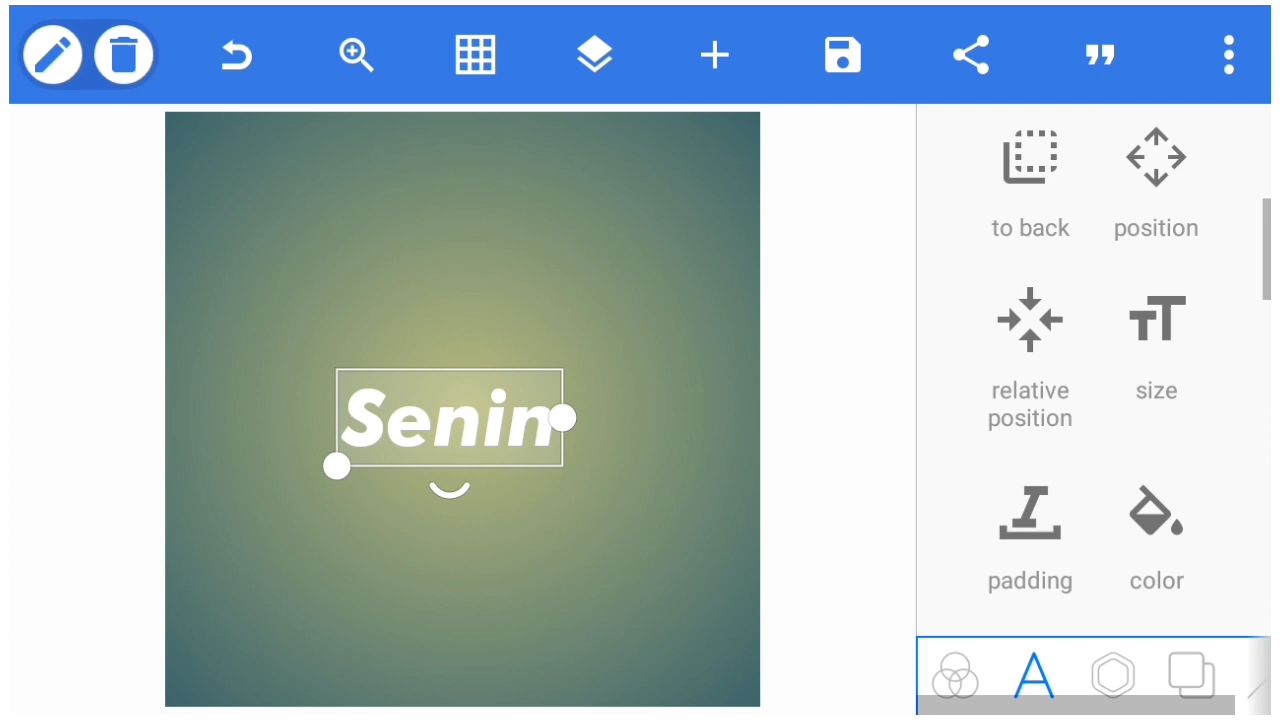 to back
position
Senin
relative
position
size
padding
color